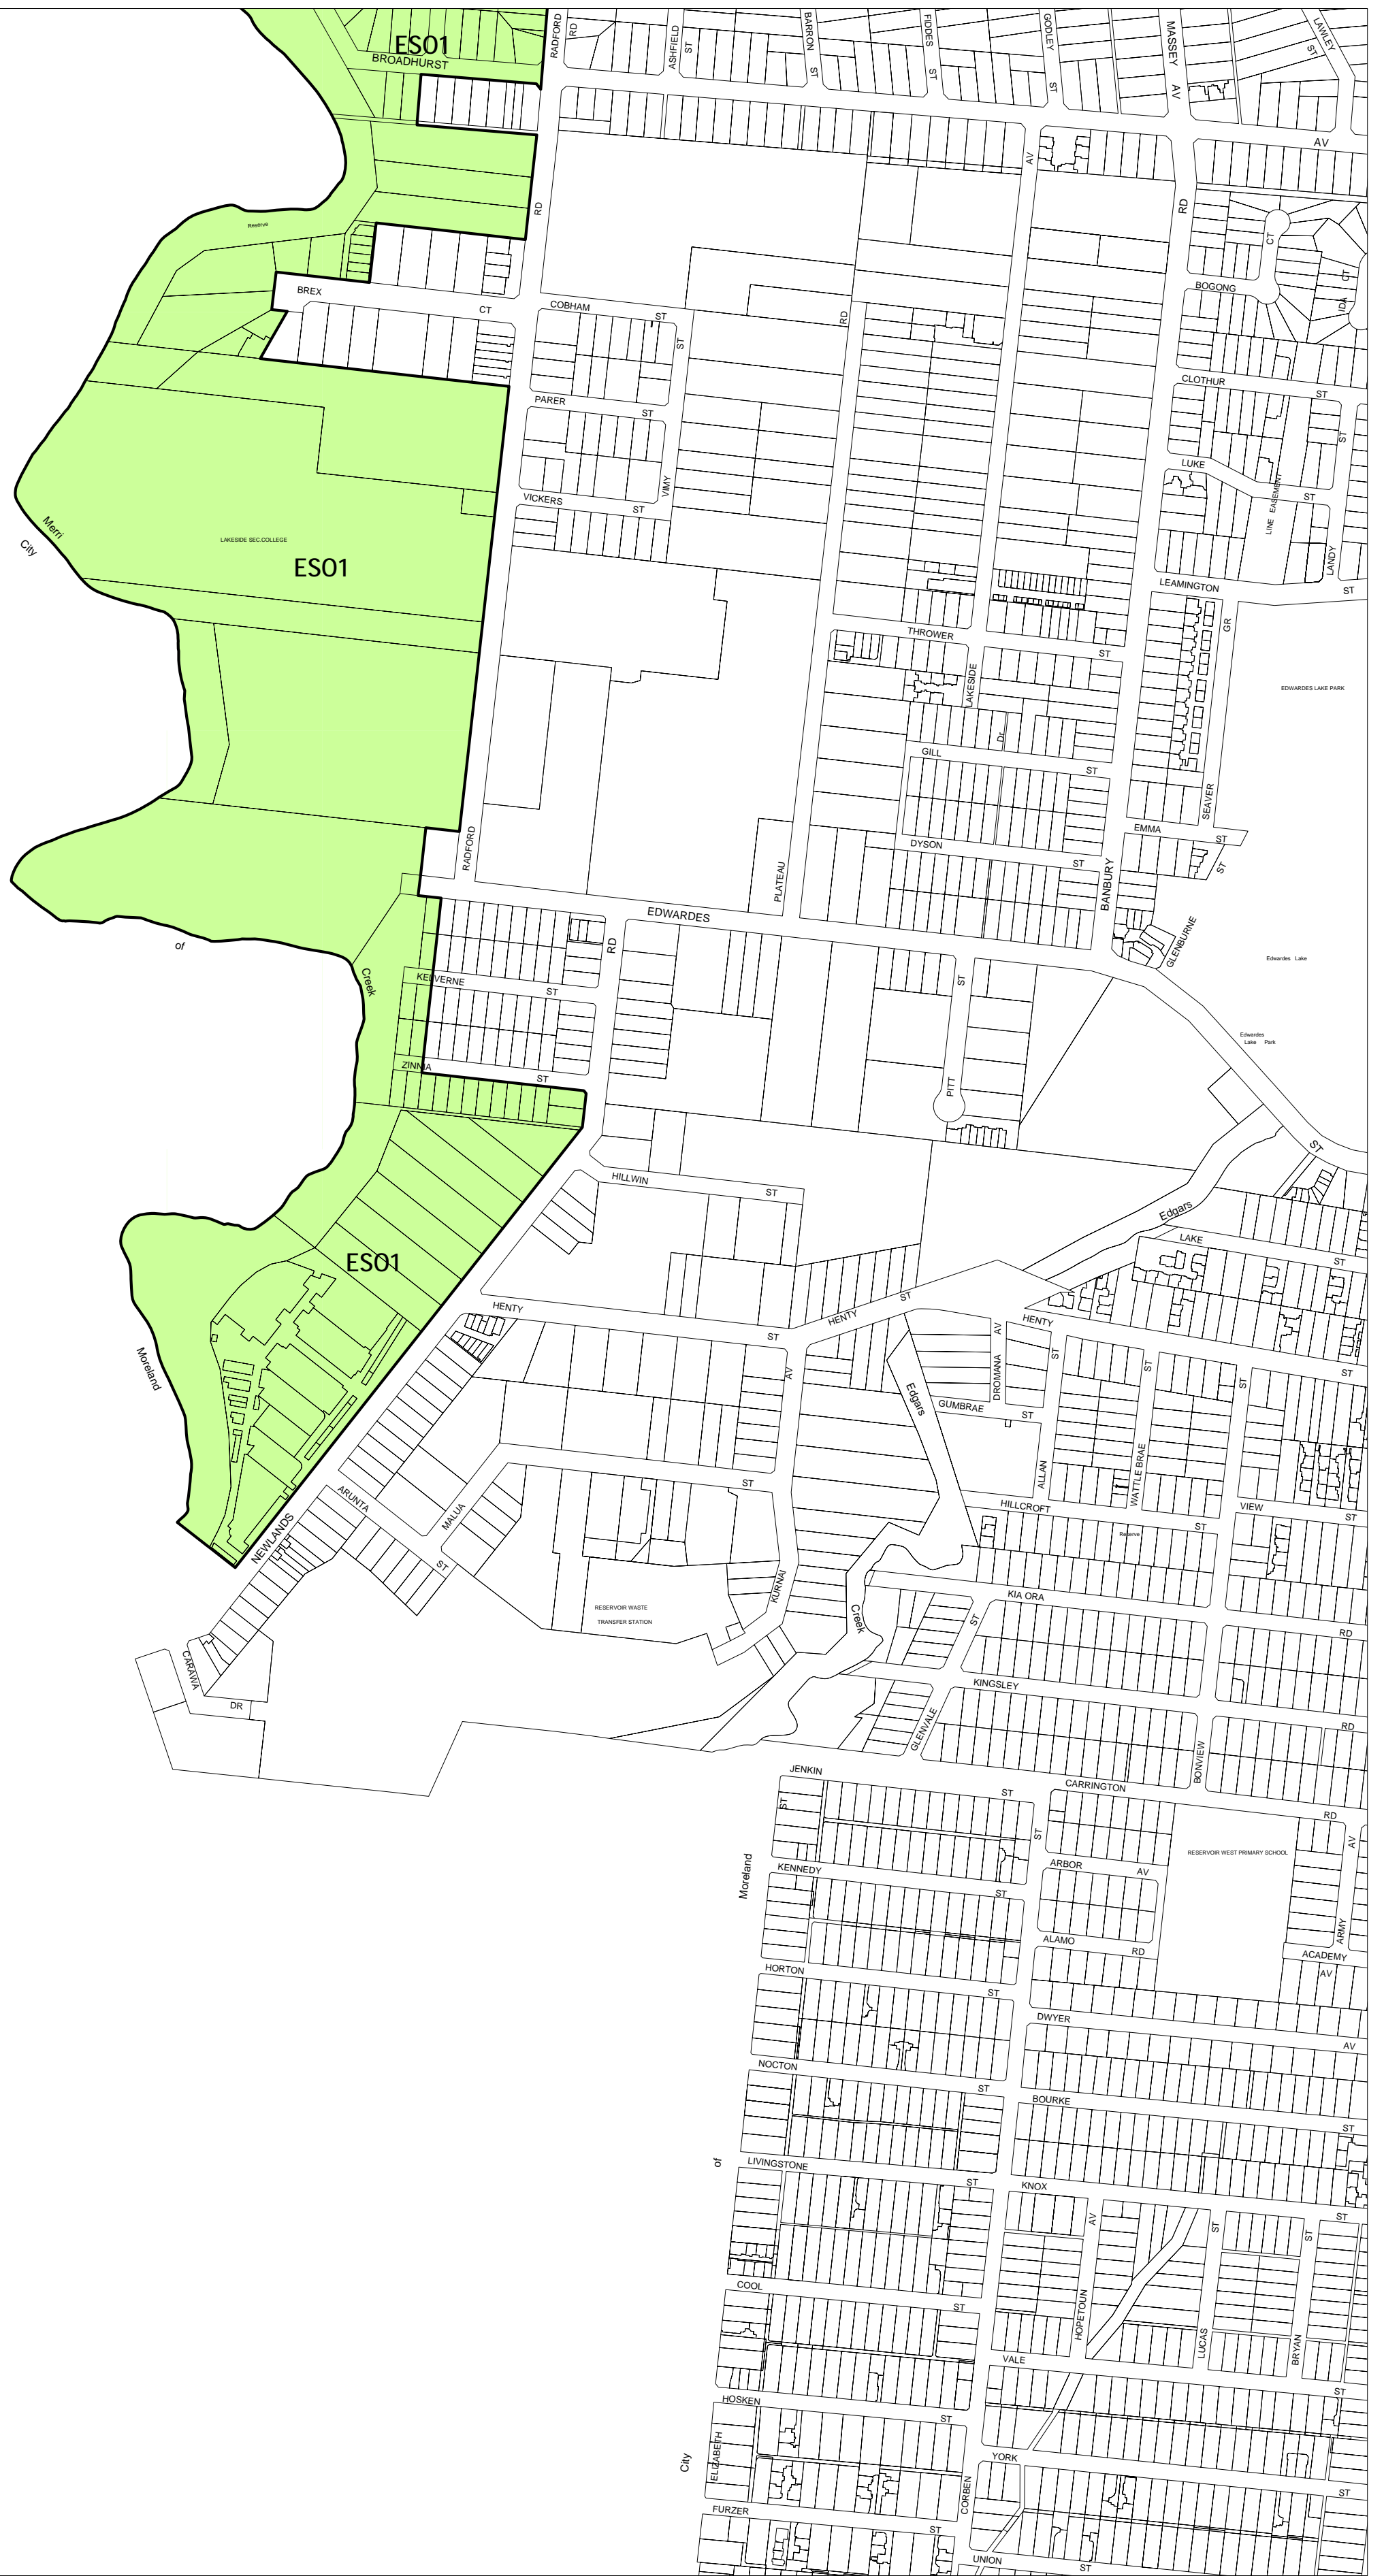 RADFORD
RD
ASHFIELD
ST
BARRON
ST
FIDDES
ST
GODLEY
ST
MASSEY
AV
LAWLEY
ST
ESO1
BROADHURST
AV
AV
RD
RD
Reserve
CT
IDA CT
BOGONG
BREX
CT
COBHAM
ST
ST
RD
CLOTHUR
ST
PARER
ST
ST
LUKE
ST
VIMY
VICKERS
ST
LINE EASEMENT
LANDY
Merri
City
LAKESIDE SEC.COLLEGE
ESO1
LEAMINGTON
ST
GR
THROWER
ST
LAKESIDE
Dr
EDWARDES LAKE PARK
GILL
ST
SEAVER
EMMA
ST
ST
RADFORD
DYSON
ST
PLATEAU
BANBURY
EDWARDES
GLENBURNE
of
RD
Creek
Edwardes Lake
KELVERNE
ST
ST
Edwardes
Lake Park
ZINNIA
ST
PITT
ST
HILLWIN
ST
Edgars
LAKE
ST
ESO1
HENTY
ST
HENTY
ST
HENTY
ST
AV
AV
DROMANA
ST
ST
ST
Moreland
Edgars
GUMBRAE
ST
ALLAN
WATTLE BRAE
ST
VIEW
ST
HILLCROFT
ST
Reserve
ARUNTA
ST
MALUA
NEWLANDS
KURNAI
RESERVOIR WASTE
TRANSFER STATION
Creek
KIA ORA
RD
ST
CARAWA
DR
KINGSLEY
RD
GLENVALE
BONVIEW
JENKIN
ST
CARRINGTON
RD
ST
ST
RESERVOIR WEST PRIMARY SCHOOL
AV
Moreland
KENNEDY
ST
ARBOR
AV
ALAMO
RD
ARMY
ACADEMY
AV
HORTON
ST
DWYER
AV
NOCTON
ST
BOURKE
ST
of
LIVINGSTONE
ST
KNOX
ST
AV
ST
ST
COOL
ST
HOPETOUN
LUCAS
BRYAN
VALE
ST
HOSKEN
ST
City
ELIZABETH
CORBEN
YORK
ST
FURZER
ST
UNION
ST